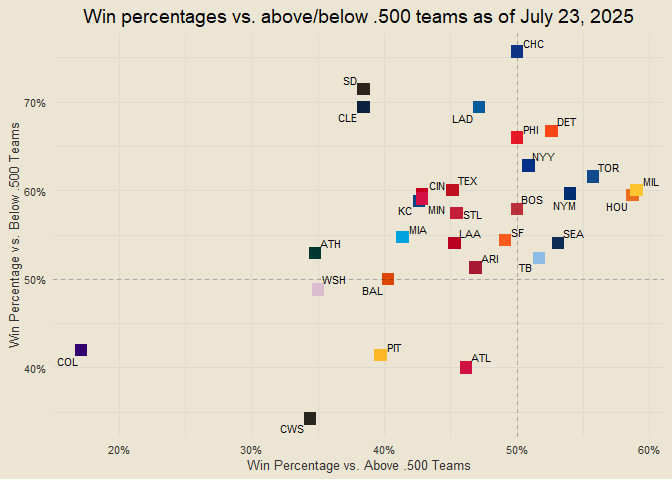 Win percentages vs. above/below .500 teams as of July 23, 2025
CHC
SD
70%
CLE
LAD
DET
PHI
NYY
TOR
CIN
TEX
MIL
60%
KC
MIN
STL
BOS
NYM
HOU
MIA
LAA
SF
SEA
ATH
ARI
TB
WSH
50%
BAL
COL
PIT
ATL
40%
CWS
20%
30%
40%
50%
60%
Win Percentage vs. Above .500 Teams
Win Percentage vs. Below .500 Teams